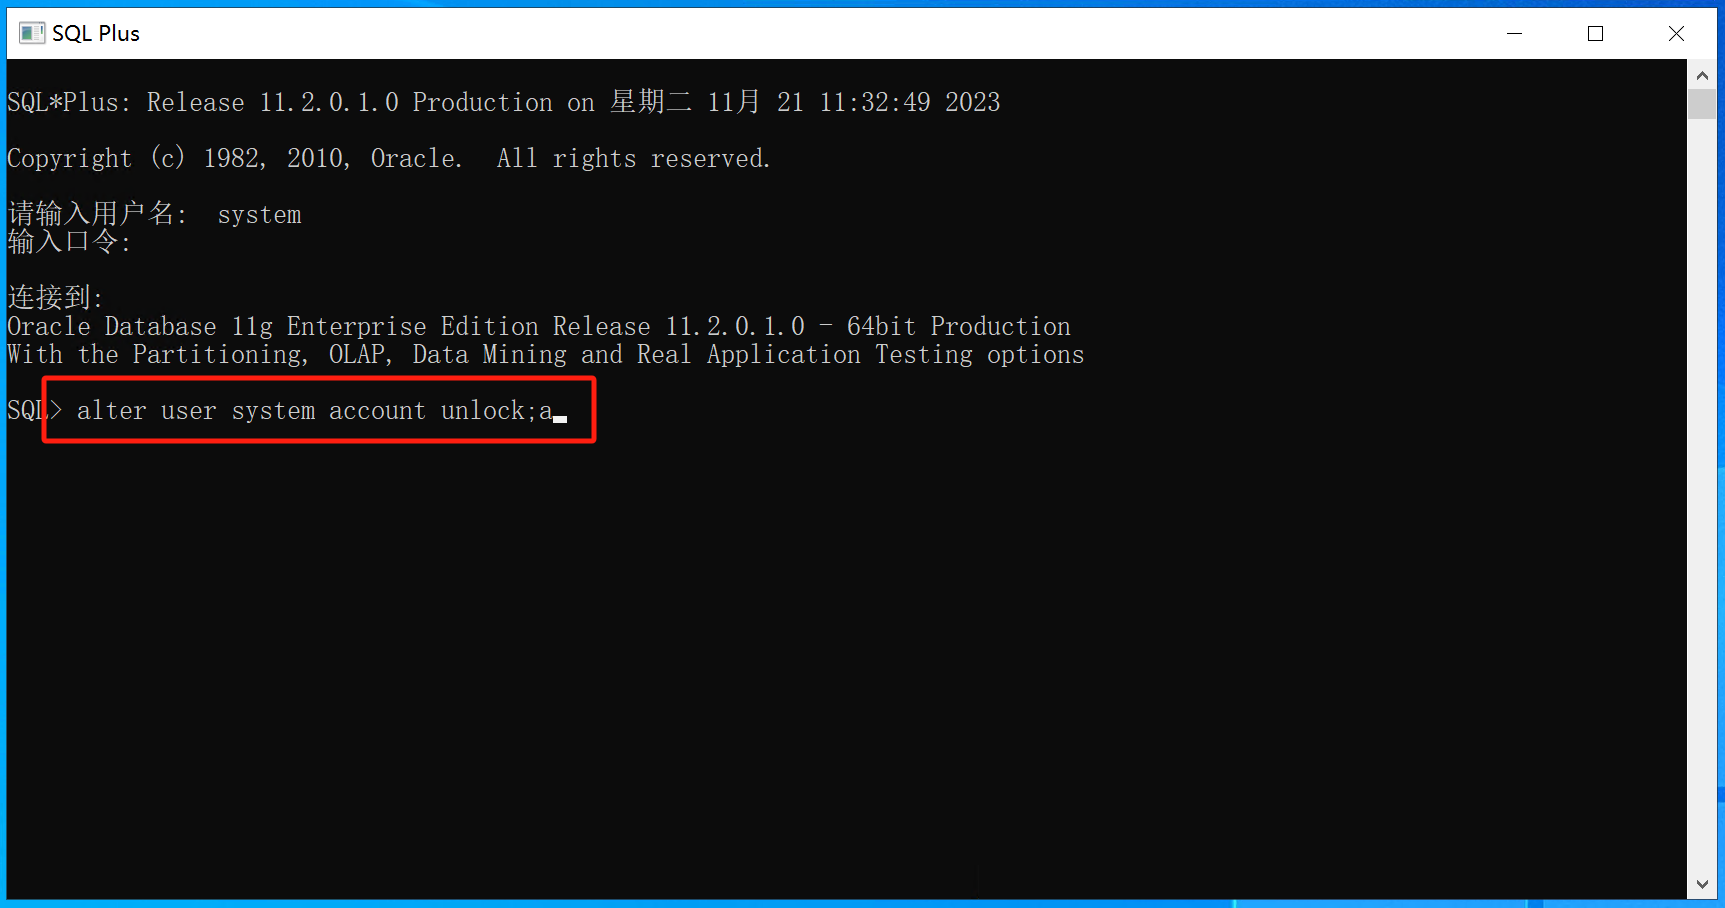 SQL Plus
SQL*Plus: Release 11.2.0.1.0 Production on 星期二 11月 21 11:32:49 2023
Copyright (c) 1982, 2010, Oracle.  All rights reserved.
请输入用户名:  system
输入口令:
连接到:
Oracle Database 11g Enterprise Edition Release 11.2.0.1.0 - 64bit Production
With the Partitioning, OLAP, Data Mining and Real Application Testing options
SQL> alter user system account unlock;a